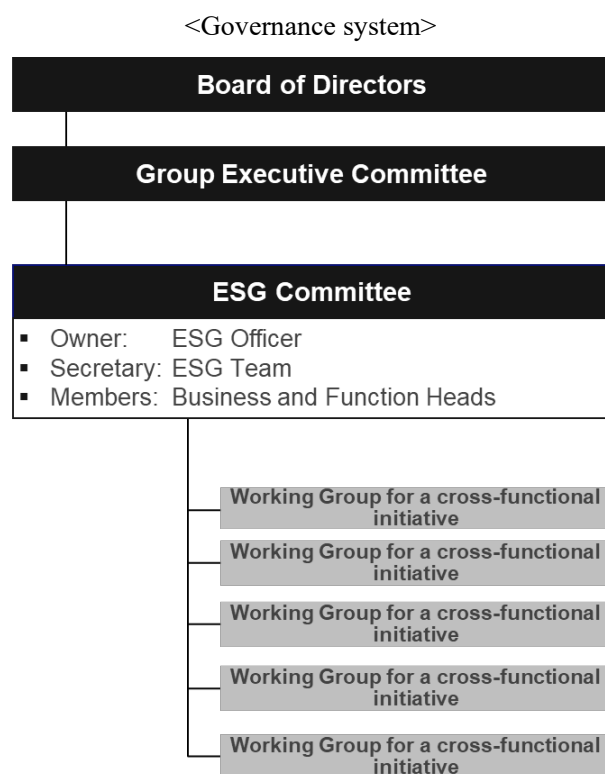 <Governance system>
Board of Directors
Group Executive Committee
ESG Committee
▪ Owner: ESG Officer
▪ Secretary: ESG Team
▪ Members: Business and Function Heads
Working Group for a cross-functional
initiative
Working Group for a cross-functional
initiative
Working Group for a cross-functional
initiative
Working Group for a cross-functional
initiative
Working Group for a cross-functional
initiative